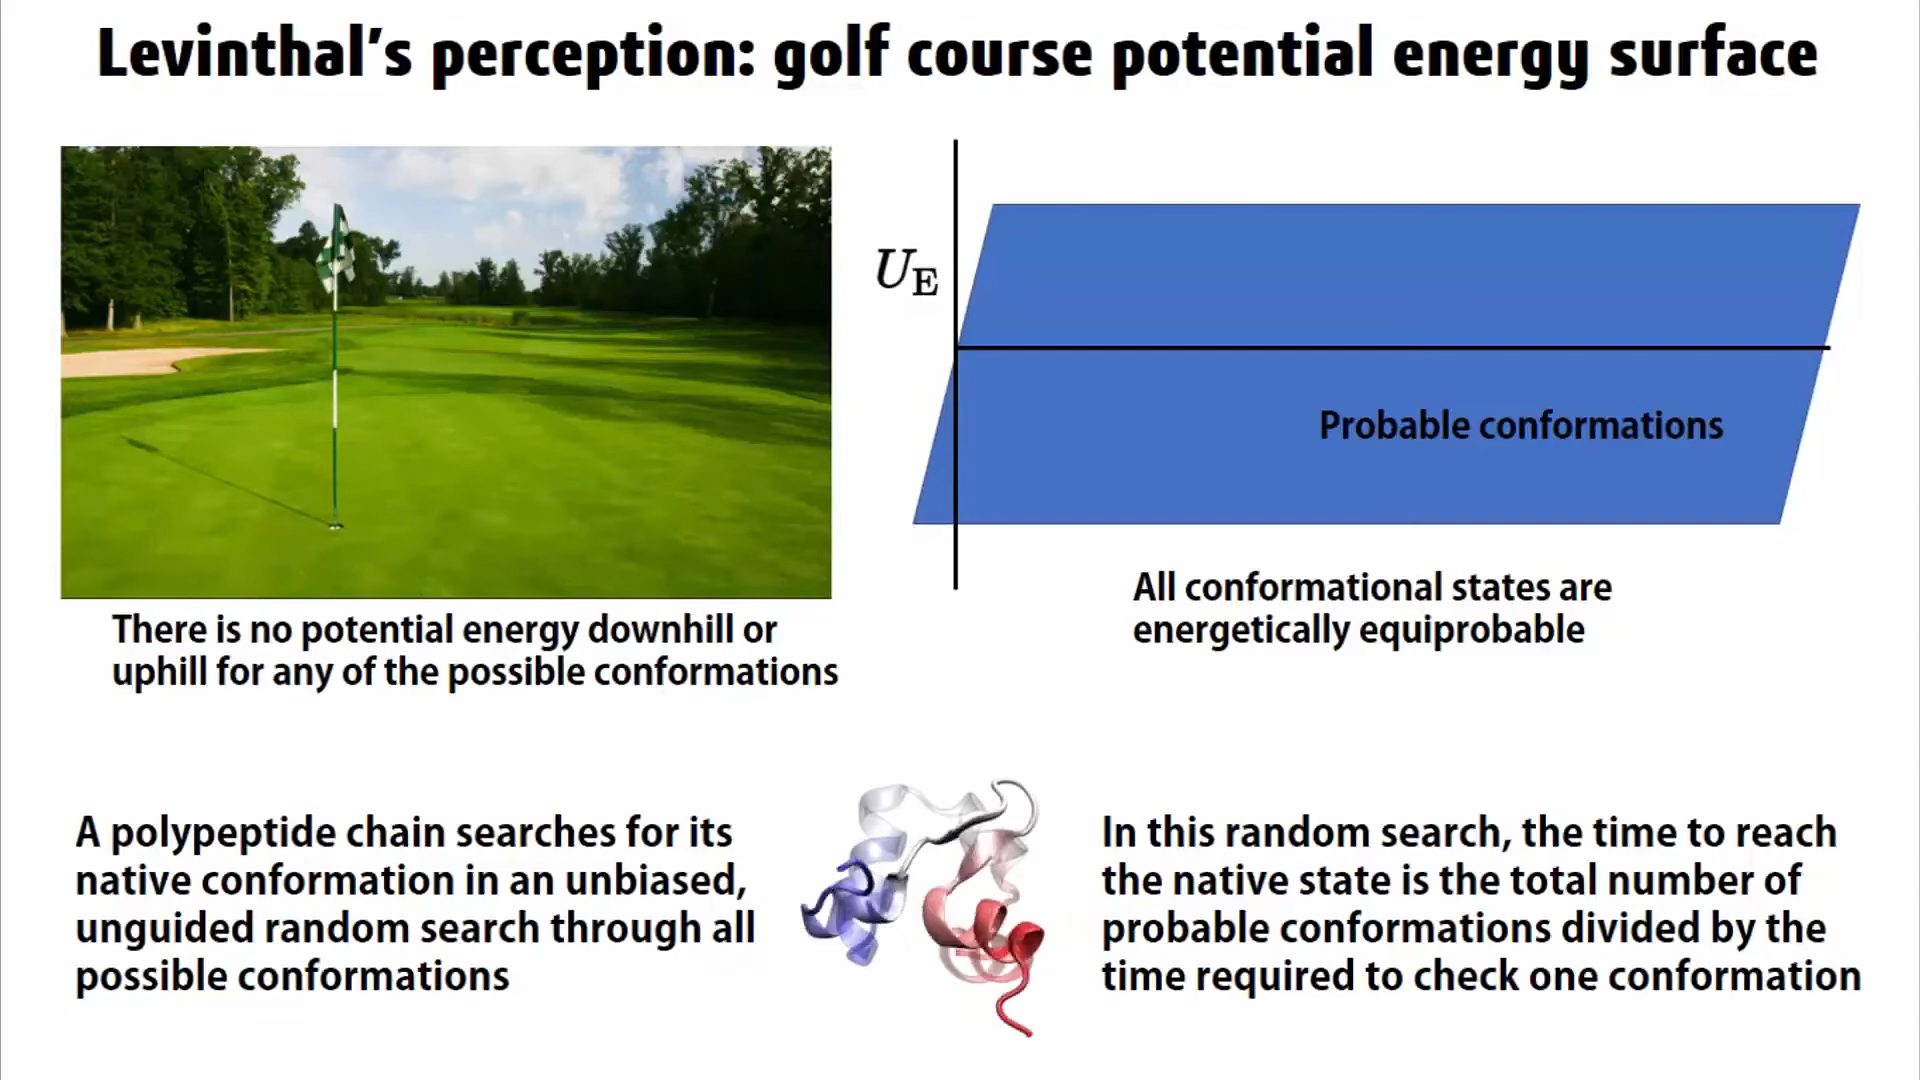 Levinthal's perception: golf course potential energy surface
U_E
Probable conformations
There is no potential energy downhill or
uphill for any of the possible conformations
All conformational states are
energetically equiprobable
A polypeptide chain searches for its
native conformation in an unbiased,
unguided random search through all
possible conformations
In this random search, the time to reach
the native state is the total number of
probable conformations divided by the
time required to check one conformation